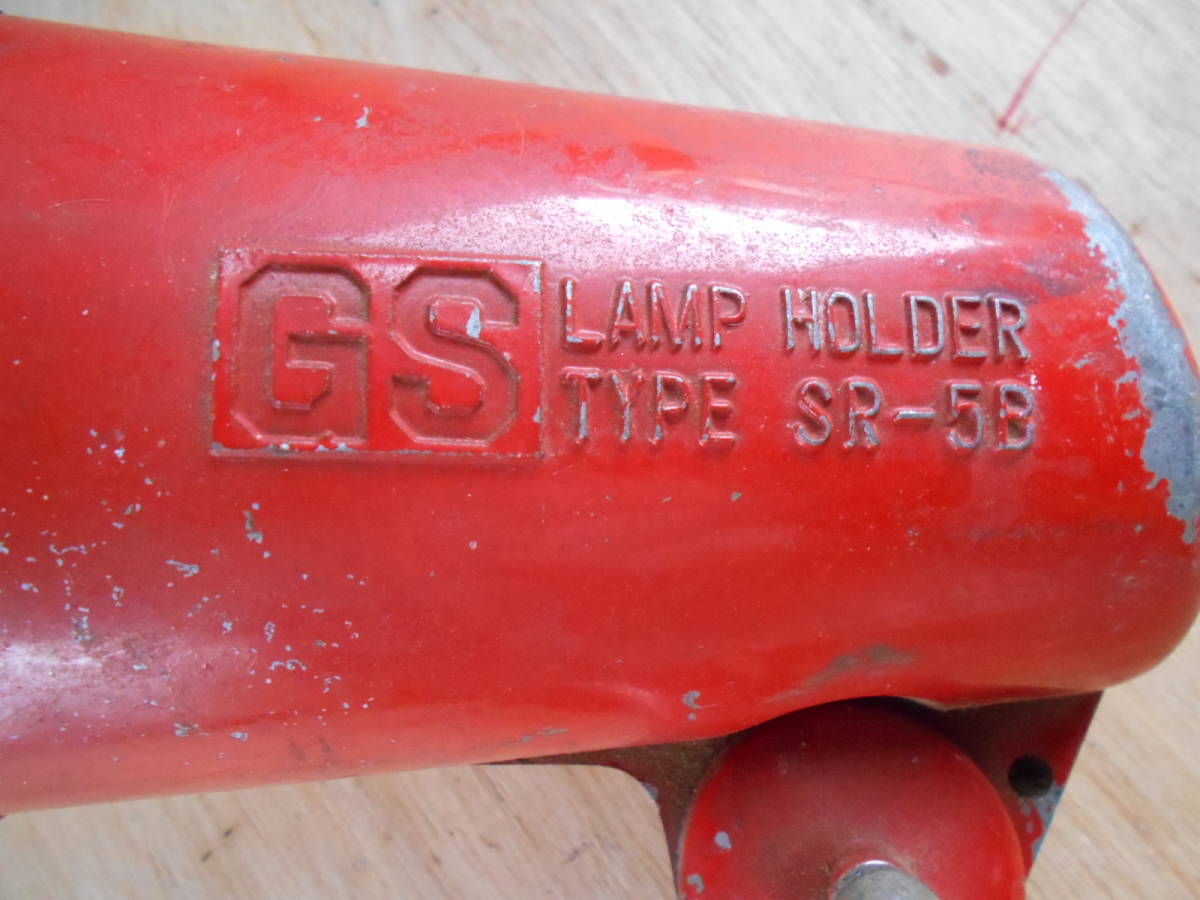 GS
LAMP HOLDER
TYPE SR-5B